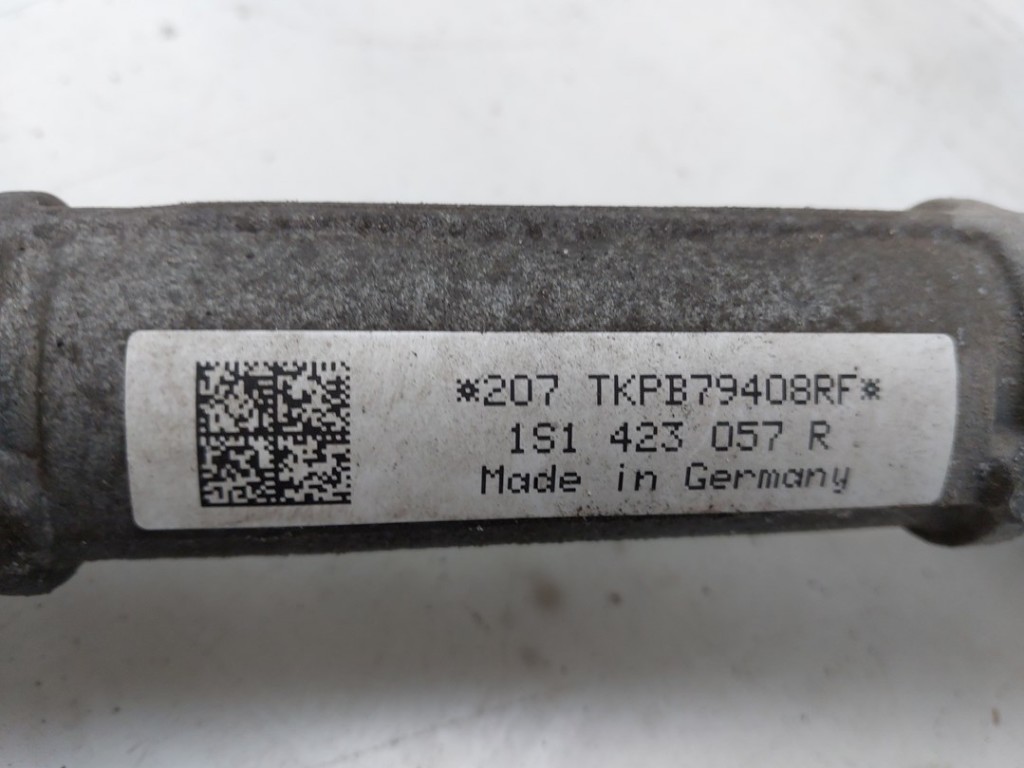 *207 TKPB79408RF*
1S1 423 057 R
Made in Germany